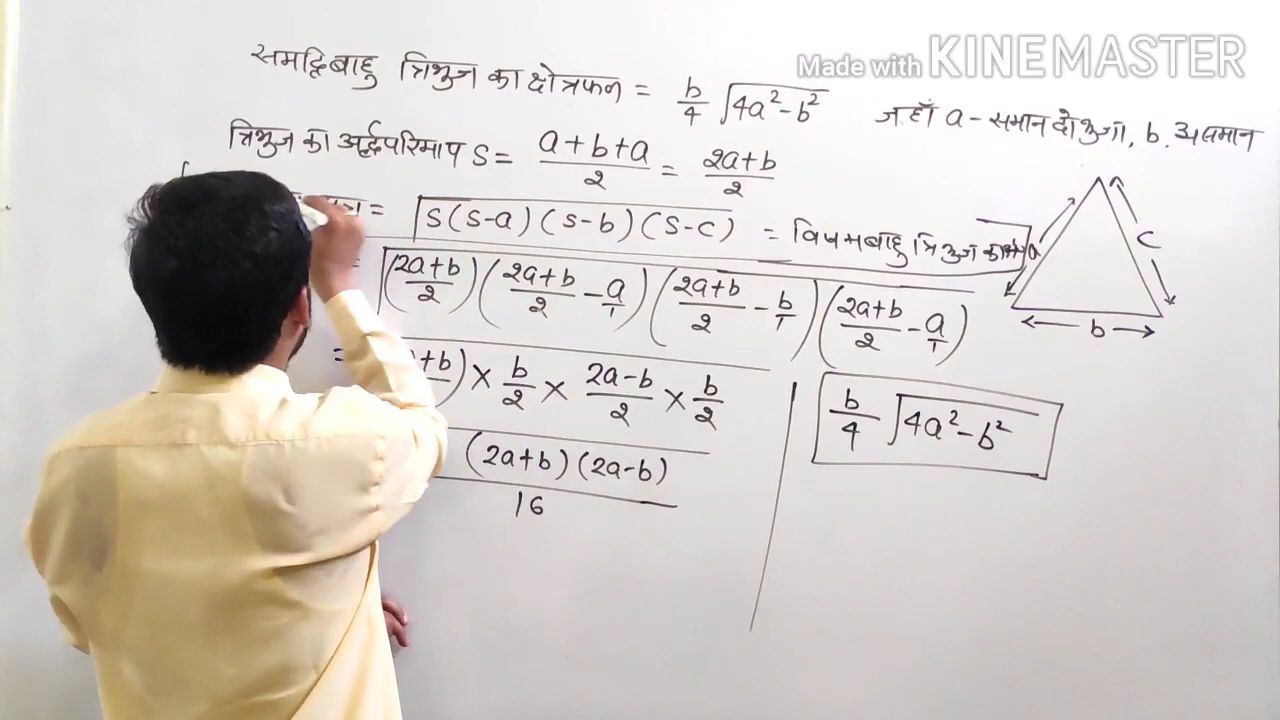 Made with KINEMASTER
समद्विबाहु त्रिभुज का क्षेत्रफल = b/4 √(4a²-b²) जहाँ a - समान दो भुजा, b. असमान
त्रिभुज का अर्द्धपरिमाप S = (a+b+a)/2 = (2a+b)/2
= √(S(S-a)(S-b)(S-c)) = विषमबाहु त्रिभुज का
= √(((2a+b)/2)((2a+b)/2 - a/1)((2a+b)/2 - b/1)((2a+b)/2 - a/1))
= +b) × b/2 × (2a-b)/2 × b/2
(2a+b)(2a-b)
16
b/4 √(4a²-b²)
a
c
b